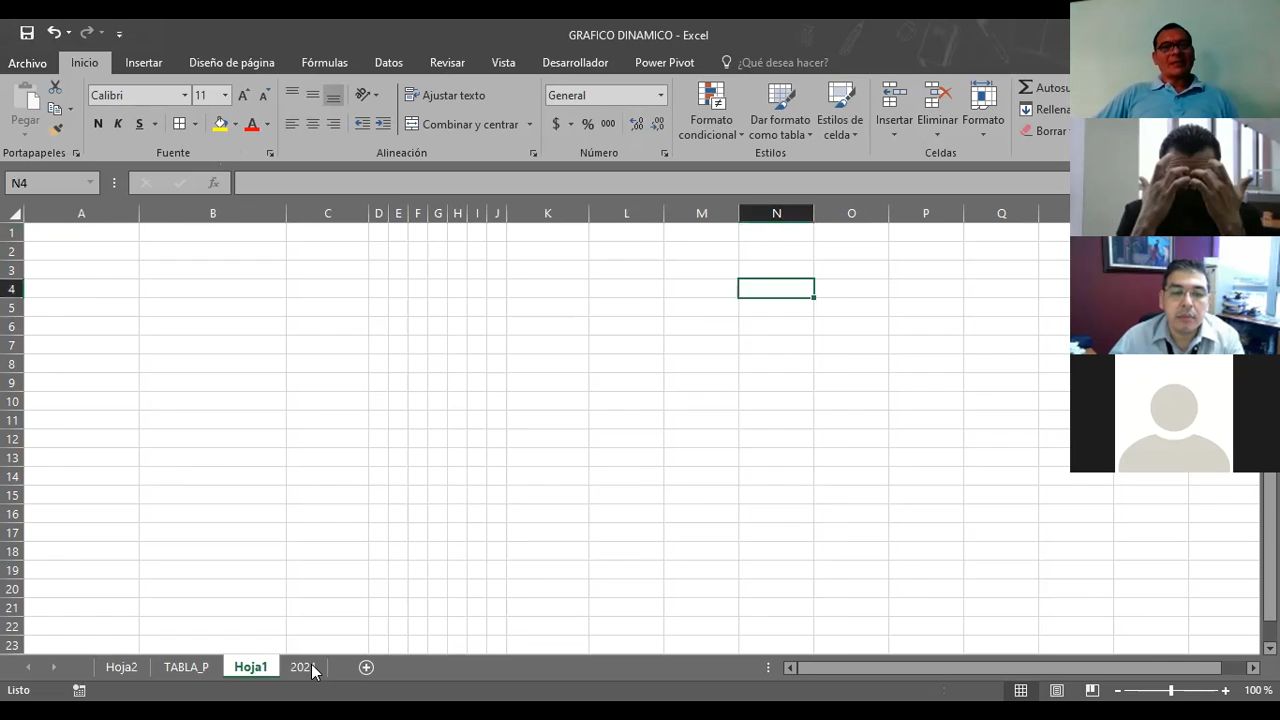 GRAFICO DINAMICO - Excel
Archivo Inicio Insertar Diseño de página Fórmulas Datos Revisar Vista Desarrollador Power Pivot ¿Qué desea hacer?
Pegar
Calibri 11
N K S
Ajustar texto
Combinar y centrar
General
$ % 000
Formato condicional
Dar formato como tabla
Estilos de celda
Insertar
Eliminar
Formato
Autosu
Rellena
Borrar
Portapapeles Fuente Alineación Número Estilos Celdas
N4 fx
A B C D E F G H I J K L M N O P Q
1
2
3
4
5
6
7
8
9
10
11
12
13
14
15
16
17
18
19
20
21
22
23
Hoja2 TABLA_P Hoja1
Listo 100 %